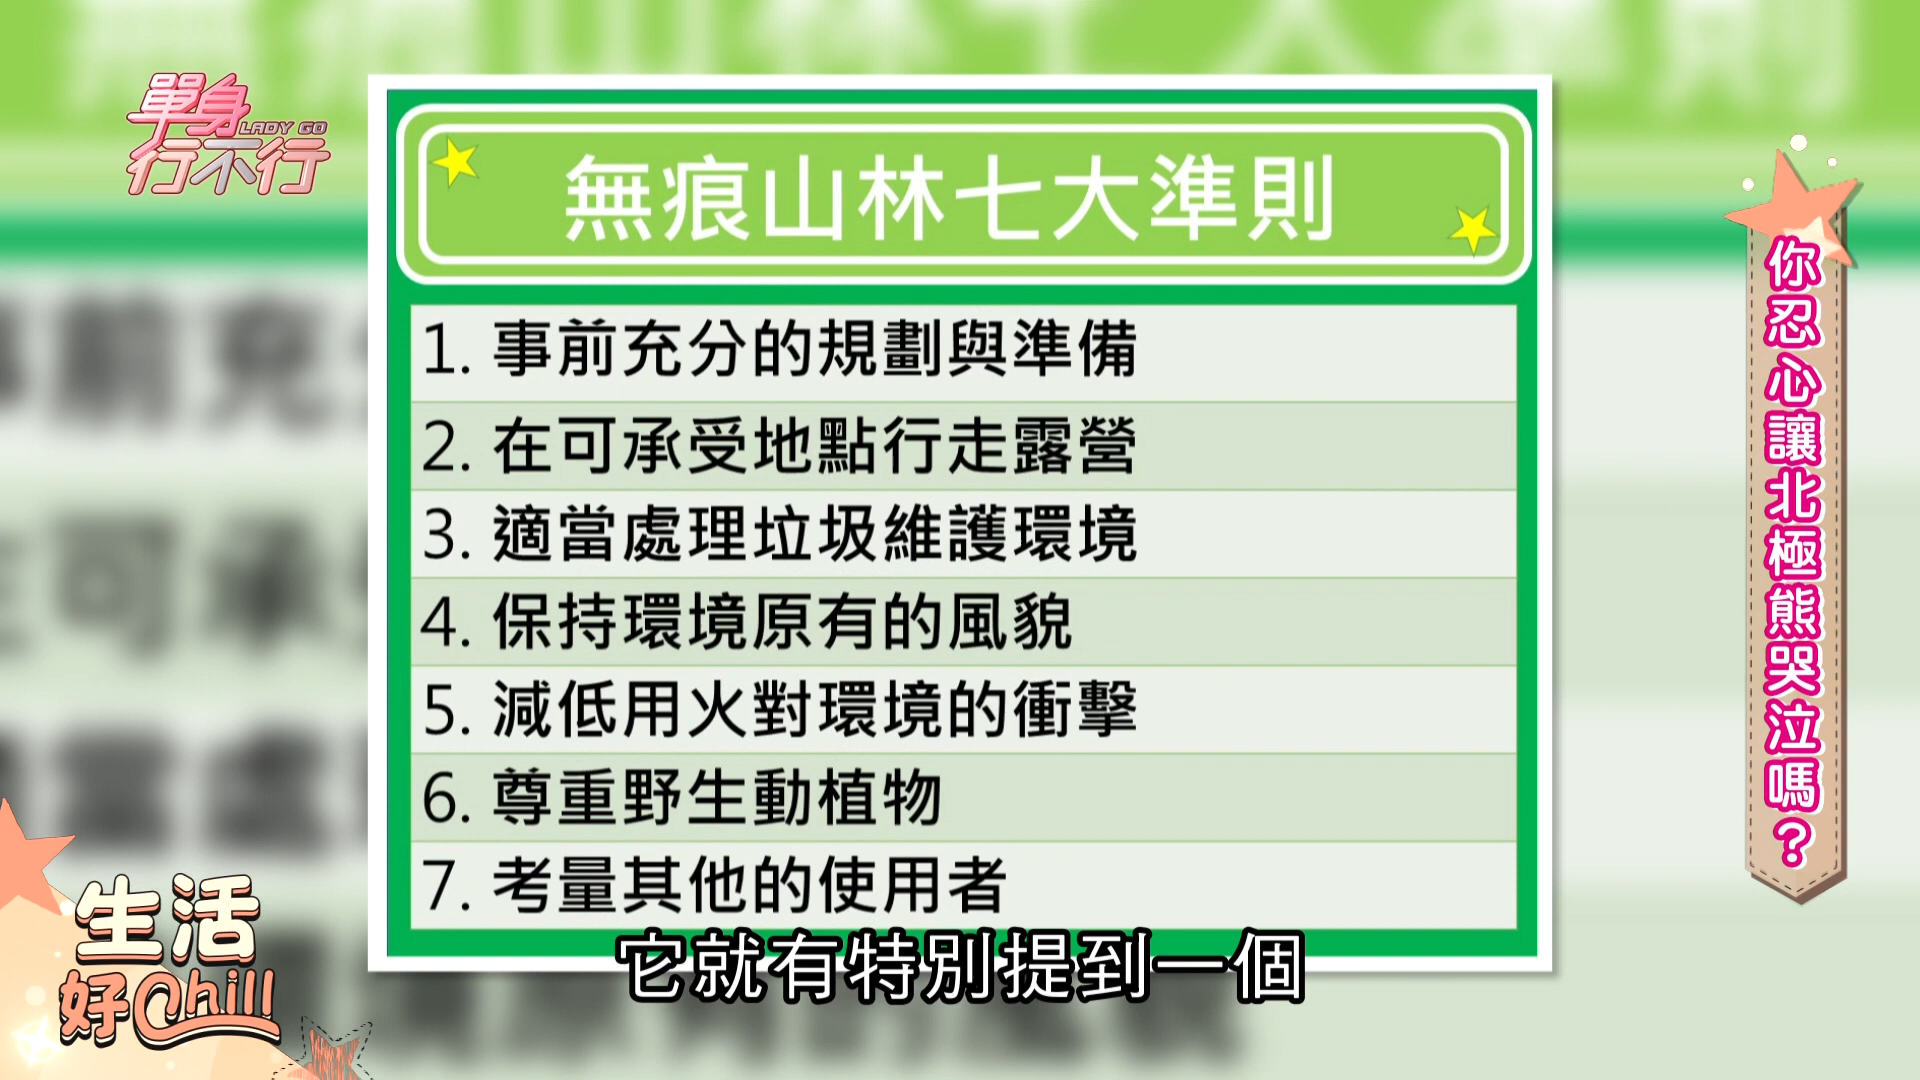 單身
LADY GO
行不行
無痕山林七大準則
1. 事前充分的規劃與準備
2. 在可承受地點行走露營
3. 適當處理垃圾維護環境
4. 保持環境原有的風貌
5. 減低用火對環境的衝擊
6. 尊重野生動植物
7. 考量其他的使用者
你忍心讓北極熊哭泣嗎?
生活
好Chill
它就有特別提到一個